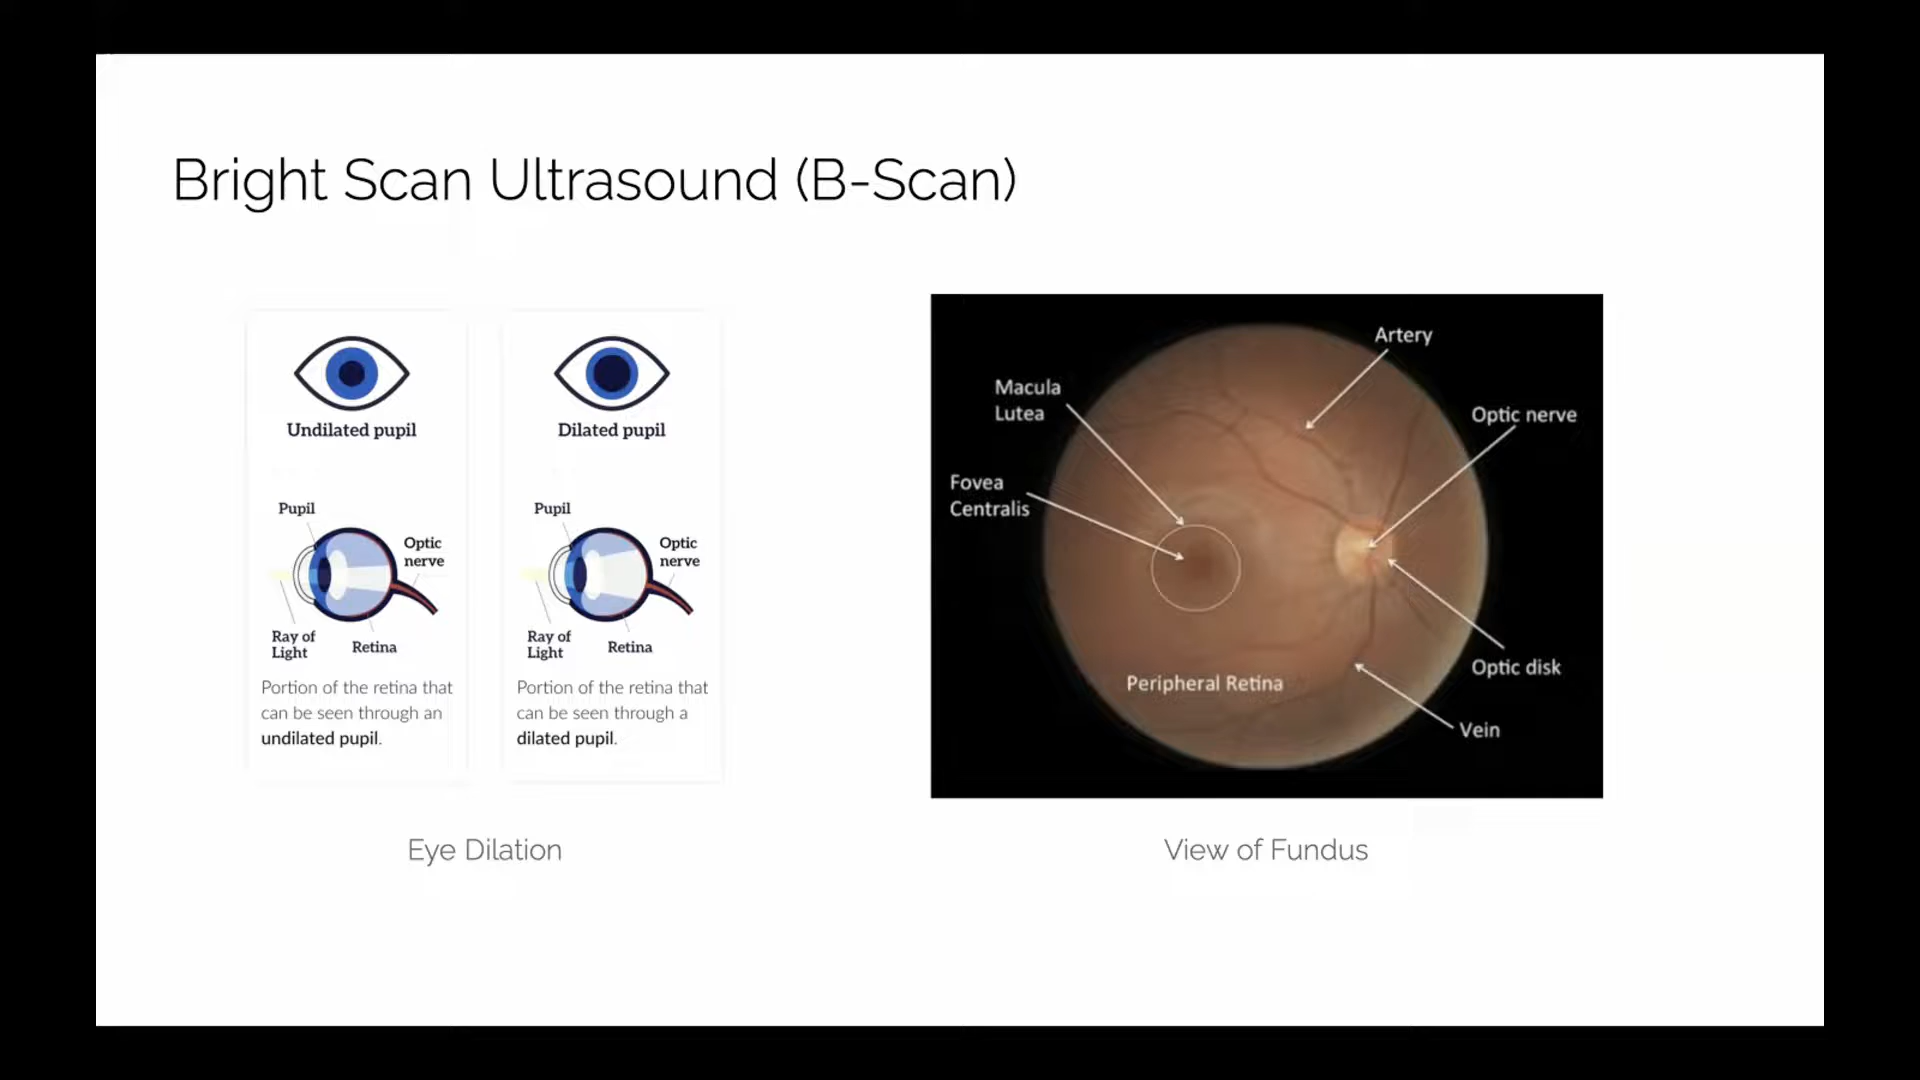 Bright Scan Ultrasound (B-Scan)
Undilated pupil
Pupil
Optic
nerve
Ray of
Light
Retina
Portion of the retina that
can be seen through an
undilated pupil.
Dilated pupil
Pupil
Optic
nerve
Ray of
Light
Retina
Portion of the retina that
can be seen through a
dilated pupil.
Eye Dilation
Artery
Macula
Lutea
Optic nerve
Fovea
Centralis
Optic disk
Peripheral Retina
Vein
View of Fundus